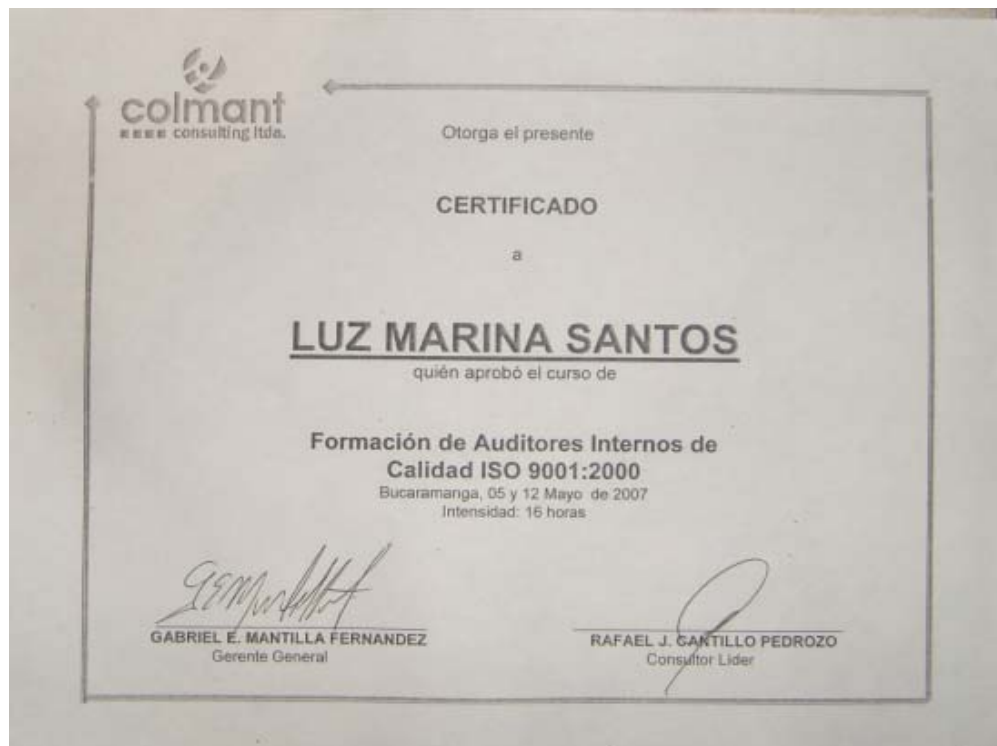 colmant
consulting ltda.
Otorga el presente
CERTIFICADO
a
LUZ MARINA SANTOS
quién aprobó el curso de
Formación de Auditores Internos de
Calidad ISO 9001:2000
Bucaramanga, 05 y 12 Mayo de 2007
Intensidad: 16 horas
GABRIEL E. MANTILLA FERNANDEZ
Gerente General
RAFAEL J. CANTILLO PEDROZO
Consultor Lider